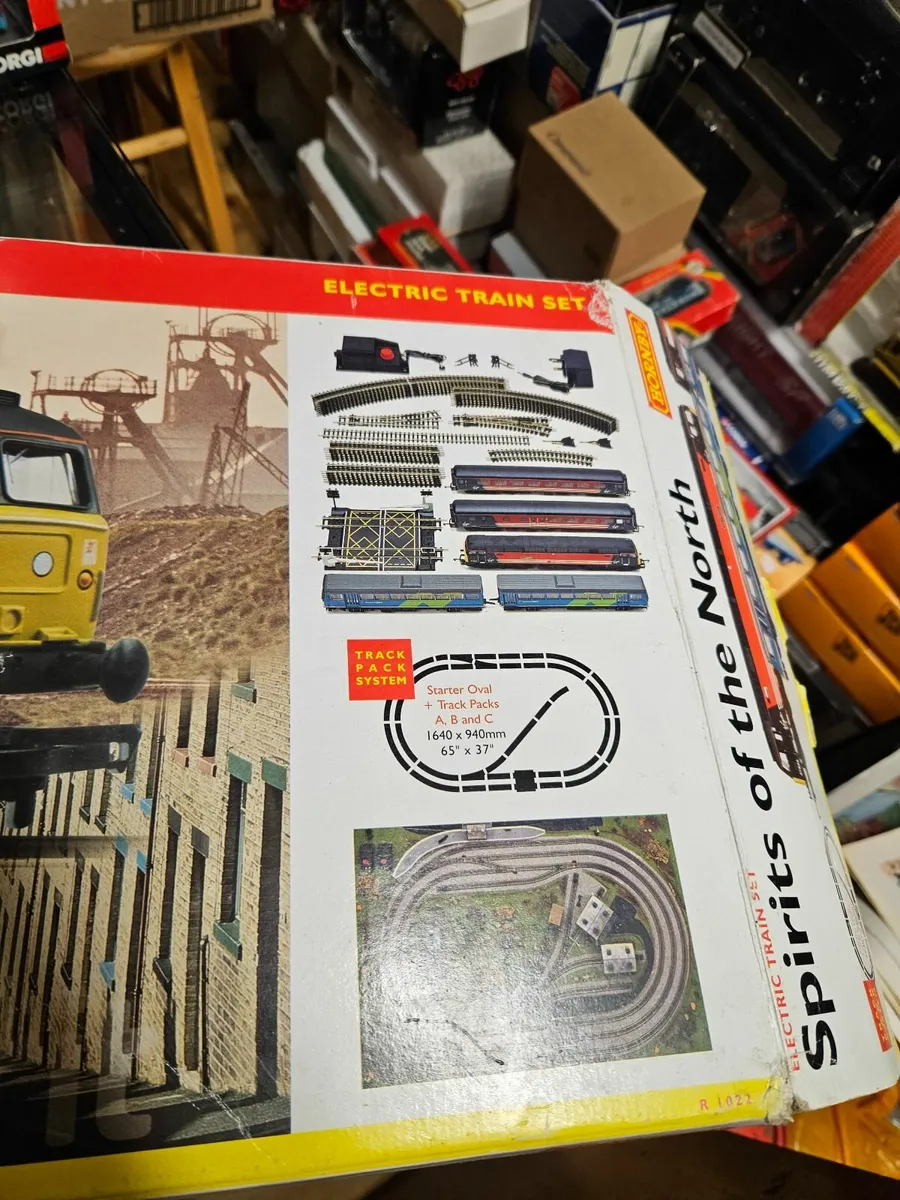 ORGI
CORGI
ELECTRIC TRAIN SET
HORNBY
TRACK
PACK
SYSTEM
Starter Oval
+ Track Packs
A, B and C
1640 x 940mm
65" x 37"
ELECTRIC TRAIN SET
Spirits of the North
R 1022